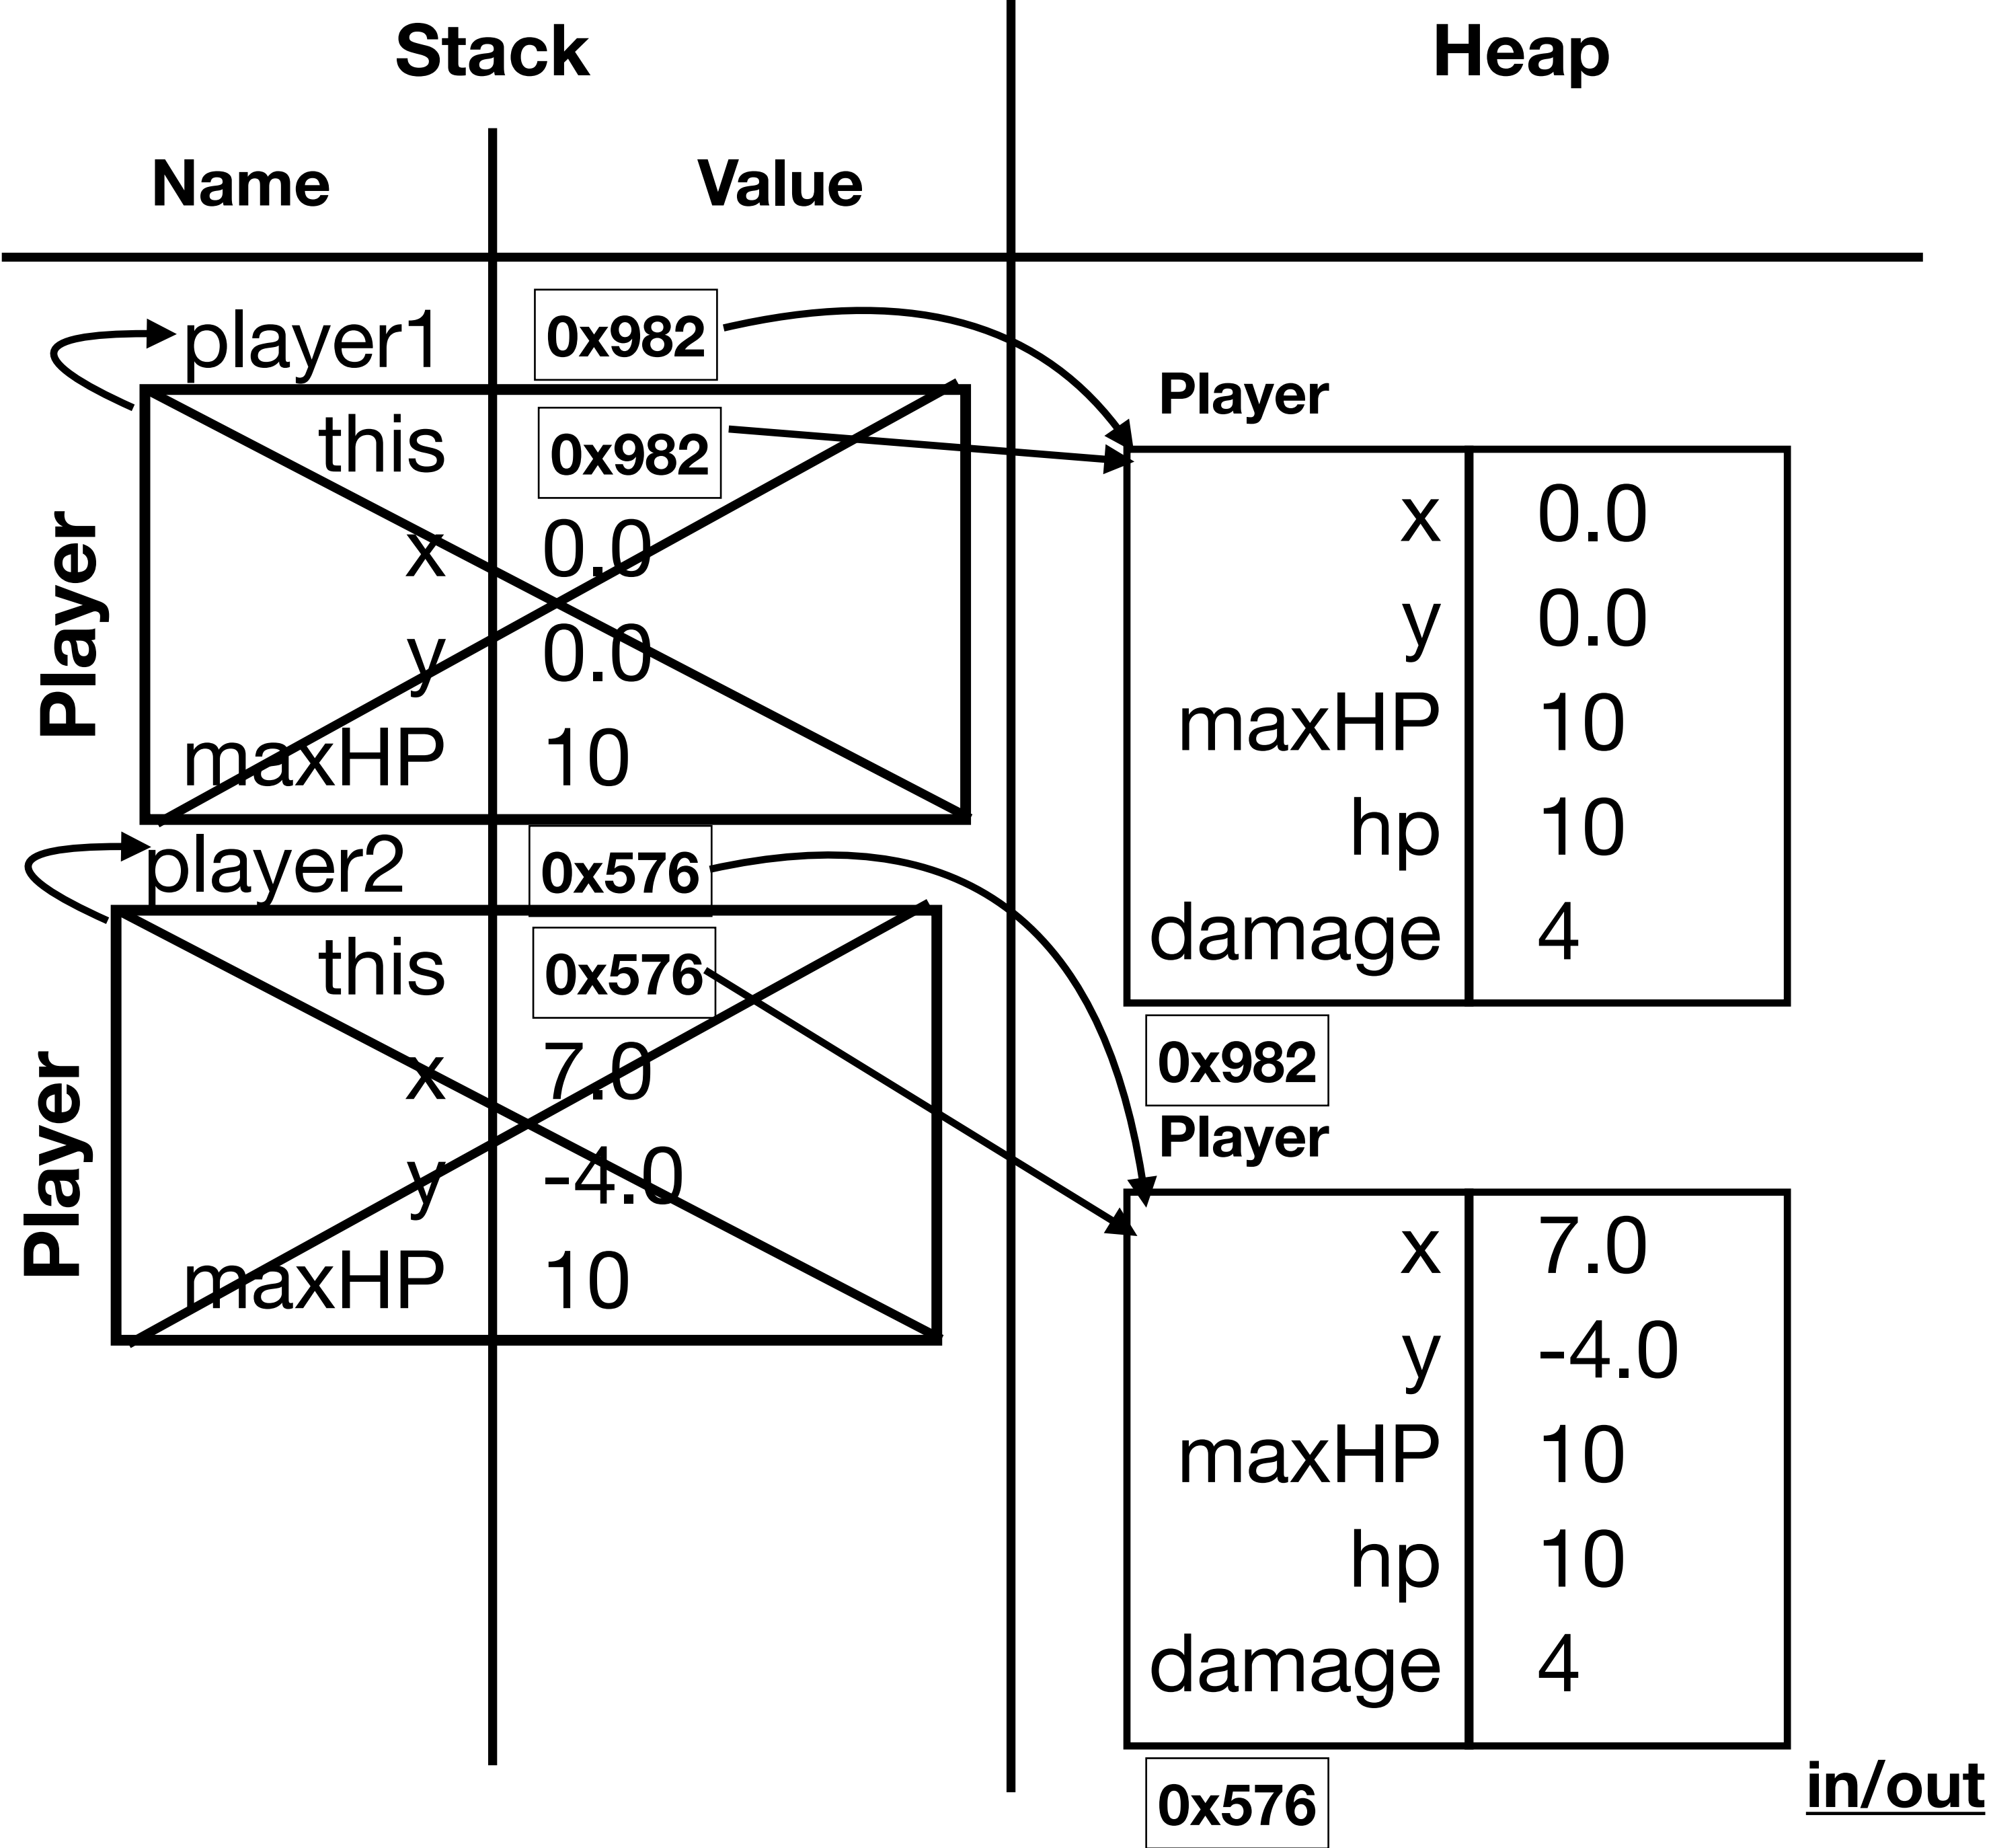 Stack
Heap
Name Value
player1 0x982
Player
this 0x982
x 0.0
y 0.0
maxHP 10
player2 0x576
Player
this 0x576
x 7.0
y -4.0
maxHP 10
Player
x 0.0
y 0.0
maxHP 10
hp 10
damage 4
0x982
Player
x 7.0
y -4.0
maxHP 10
hp 10
damage 4
0x576
in/out